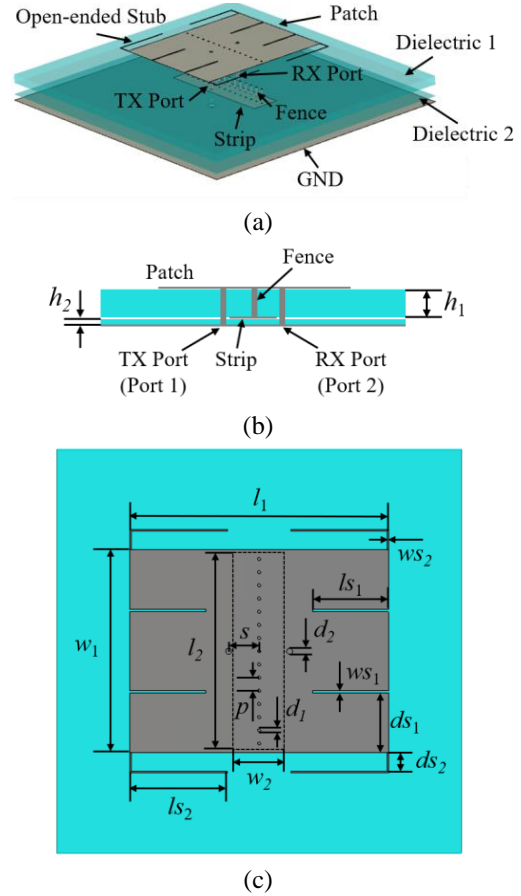 Open-ended Stub
Patch
Dielectric 1
RX Port
TX Port
Fence
Dielectric 2
Strip
GND
(a)
Fence
Patch
h2
h1
TX Port
(Port 1)
Strip
RX Port
(Port 2)
(b)
l1
ws2
ls1
w1
l2
s
d2
ws1
p
d1
ds1
w2
ds2
ls2
(c)